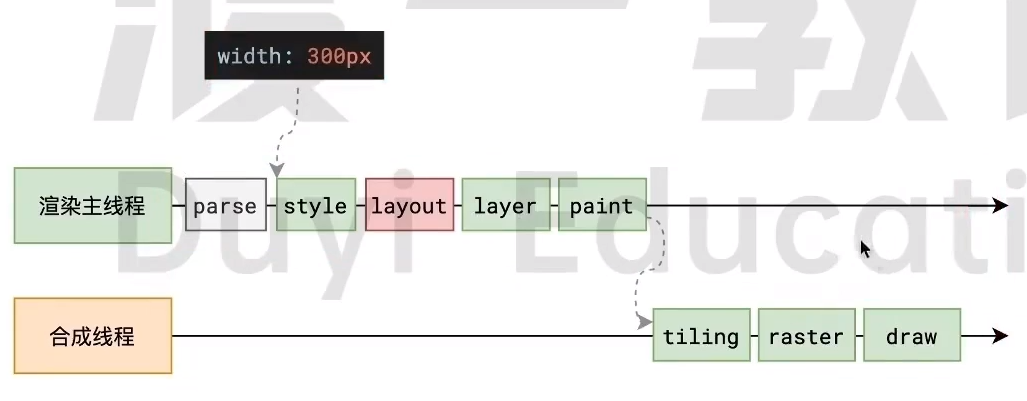 width: 300px
渲染主线程
parse
style
layout
layer
paint
合成线程
tiling
raster
draw
Duyi Educati